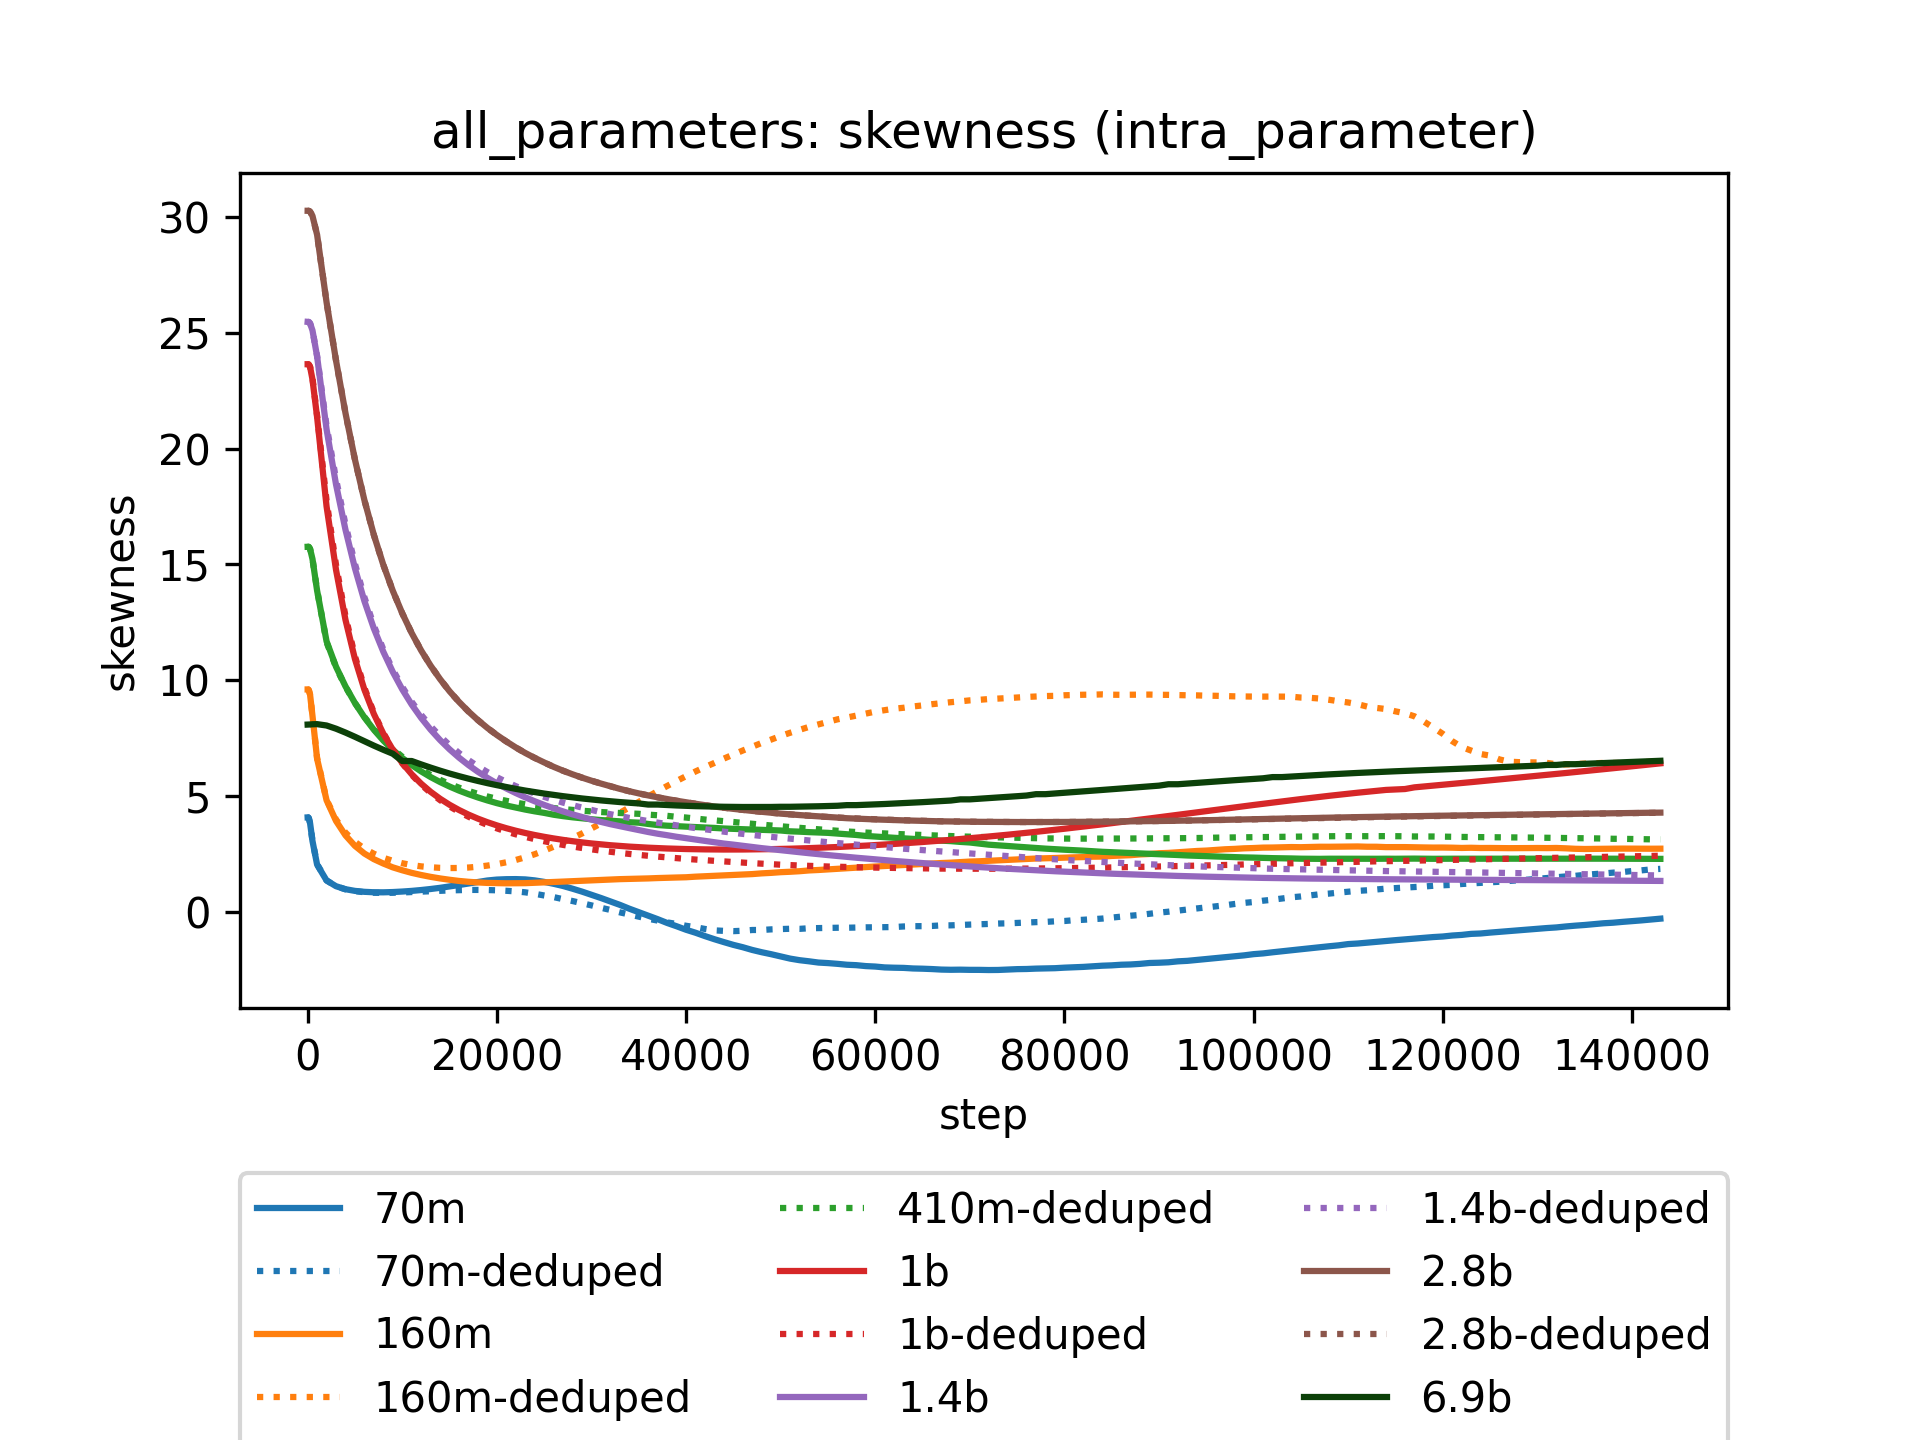 all_parameters: skewness (intra_parameter)
30
25
20
15
10
5
0
skewness
0 20000 40000 60000 80000 100000 120000 140000
step
70m
70m-deduped
160m
160m-deduped
410m-deduped
1b
1b-deduped
1.4b
1.4b-deduped
2.8b
2.8b-deduped
6.9b